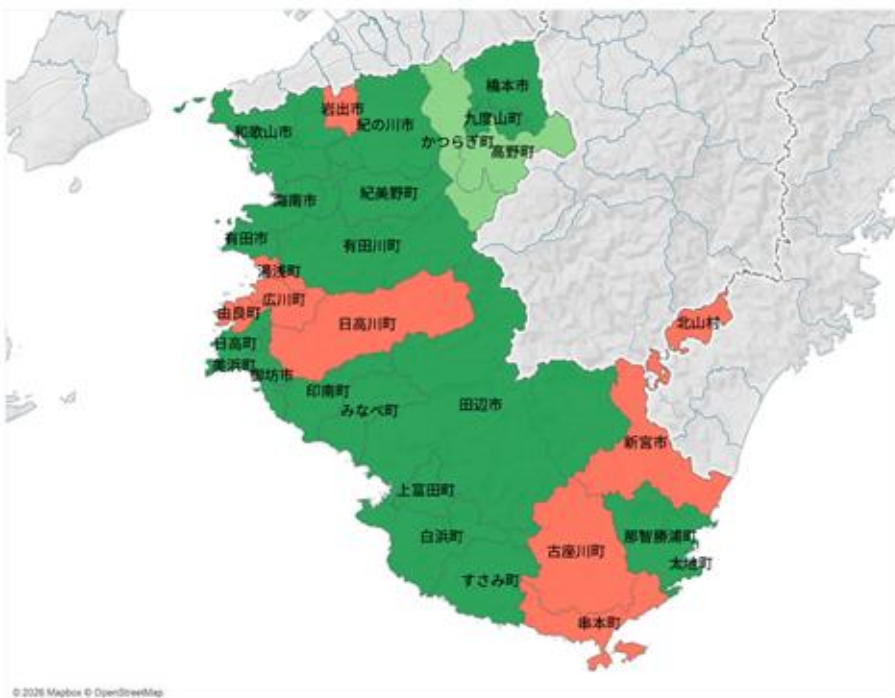 橋本市
岩出市
九度山町
和歌山市
紀の川市
かつらぎ町
高野町
海南市
紀美野町
有田市
有田川町
湯浅町
広川町
由良町
日高川町
北山村
日高町
美浜町
御坊市
印南町
みなべ町
田辺市
新宮市
上富田町
白浜町
那智勝浦町
古座川町
太地町
すさみ町
串本町
© 2026 Mapbox © OpenStreetMap